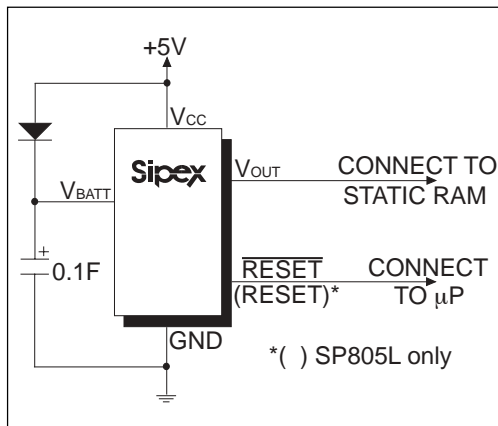 +5V
VCC
Sipex
VBATT
VOUT
CONNECT TO
STATIC RAM
+
0.1F
RESET
(RESET)*
CONNECT
TO µP
GND
*( ) SP805L only